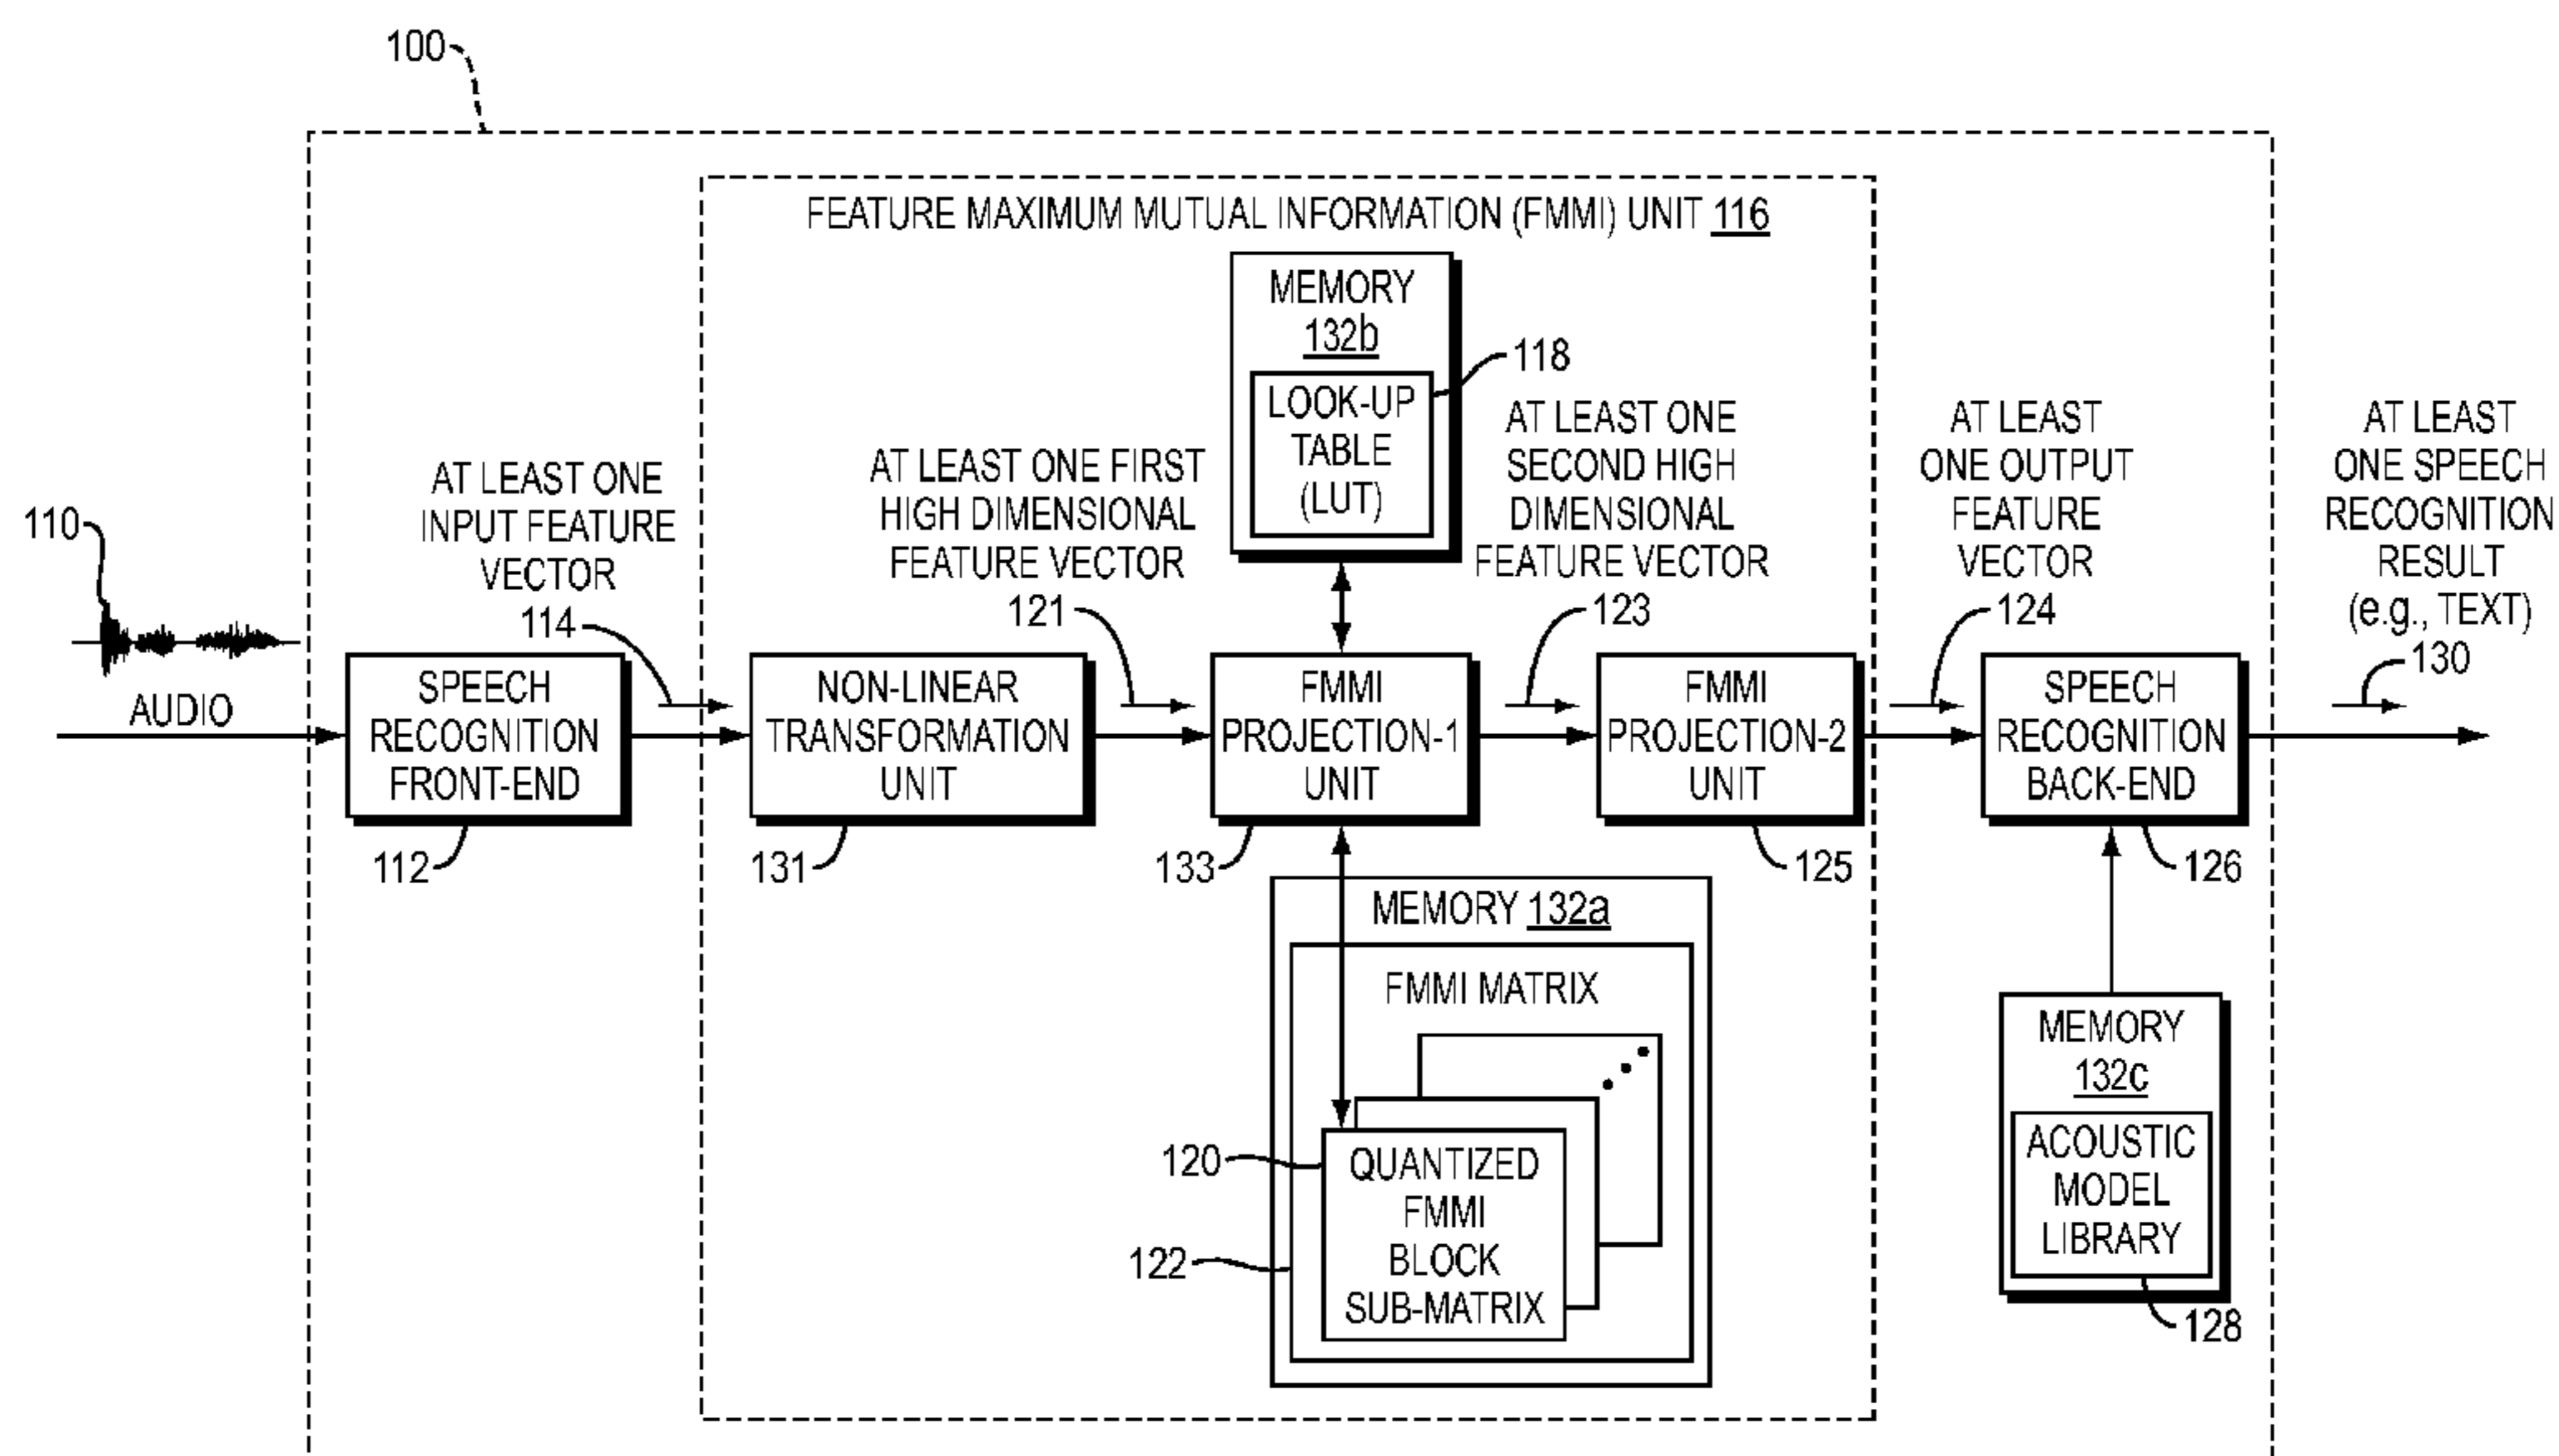 100
FEATURE MAXIMUM MUTUAL INFORMATION (FMMI) UNIT 116
MEMORY
132b
118
LOOK-UP
TABLE
(LUT)
110
AT LEAST ONE
INPUT FEATURE
VECTOR
114
AT LEAST ONE FIRST
HIGH DIMENSIONAL
FEATURE VECTOR
121
AT LEAST ONE
SECOND HIGH
DIMENSIONAL
FEATURE VECTOR
123
AT LEAST
ONE OUTPUT
FEATURE
VECTOR
124
AT LEAST
ONE SPEECH
RECOGNITION
RESULT
(e.g., TEXT)
130
AUDIO
SPEECH
RECOGNITION
FRONT-END
112
NON-LINEAR
TRANSFORMATION
UNIT
131
FMMI
PROJECTION-1
UNIT
133
FMMI
PROJECTION-2
UNIT
125
SPEECH
RECOGNITION
BACK-END
126
MEMORY 132a
FMMI MATRIX
120
QUANTIZED
FMMI
BLOCK
SUB-MATRIX
122
MEMORY
132c
ACOUSTIC
MODEL
LIBRARY
128